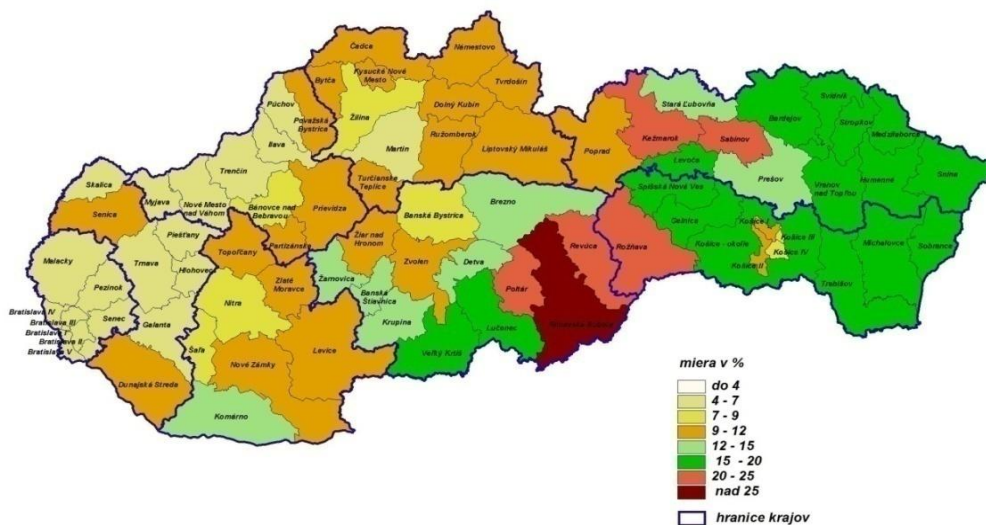 Čadca
Námestovo
Bytča
Kysucké Nové
Mesto
Tvrdošín
Púchov
Považská
Bystrica
Žilina
Dolný Kubín
Stará Ľubovňa
Svidník
Bardejov
Stropkov
Medzilaborce
Ilava
Martin
Ružomberok
Liptovský Mikuláš
Poprad
Kežmarok
Sabinov
Trenčín
Turčianske
Teplice
Levoča
Prešov
Humenné
Snina
Skalica
Myjava
Nové Mesto
nad Váhom
Bánovce nad
Bebravou
Prievidza
Banská Bystrica
Brezno
Spišská Nová Ves
Vranov
nad Topľou
Senica
Piešťany
Topoľčany
Partizánske
Žiar nad
Hronom
Zvolen
Detva
Revúca
Rožňava
Gelnica
Košice I
Košice III
Košice IV
Košice II
Košice - okolie
Michalovce
Sobrance
Trebišov
Malacky
Trnava
Hlohovec
Zlaté
Moravce
Žarnovica
Banská
Štiavnica
Poltár
Pezinok
Nitra
Krupina
Lučenec
Rimavská Sobota
Bratislava IV
Bratislava III
Bratislava I
Bratislava II
Bratislava V
Senec
Galanta
Šaľa
Levice
Veľký Krtíš
Nové Zámky
Dunajská Streda
Komárno
miera v %
do 4
4 - 7
7 - 9
9 - 12
12 - 15
15 - 20
20 - 25
nad 25
hranice krajov